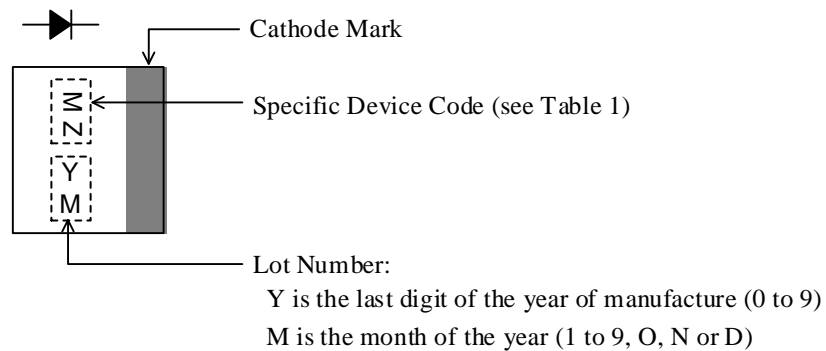 Cathode Mark
MZ
Specific Device Code (see Table 1)
Y
M
Lot Number:
Y is the last digit of the year of manufacture (0 to 9)
M is the month of the year (1 to 9, O, N or D)